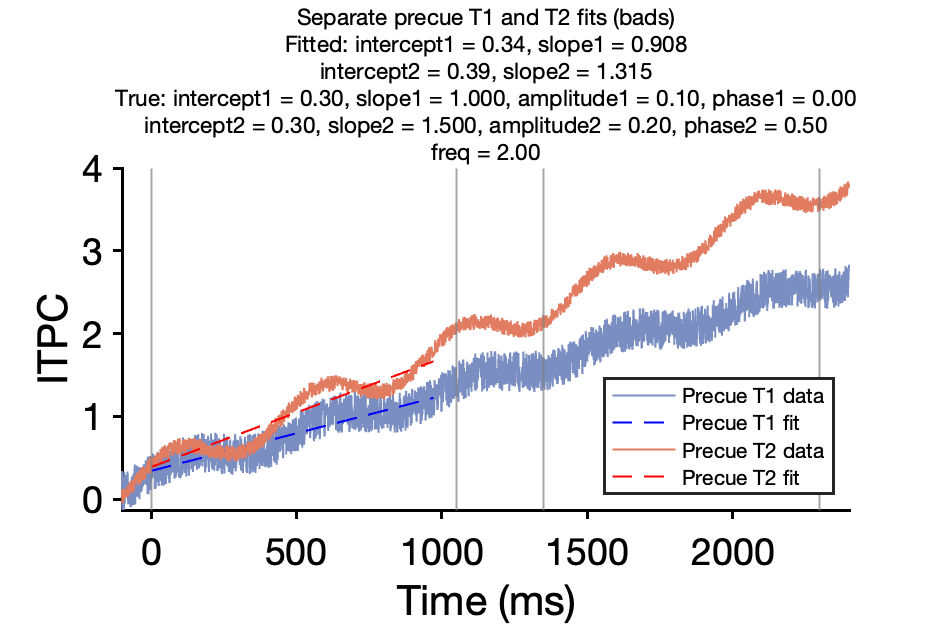 Separate precue T1 and T2 fits (bads)
Fitted: intercept1 = 0.34, slope1 = 0.908
intercept2 = 0.39, slope2 = 1.315
True: intercept1 = 0.30, slope1 = 1.000, amplitude1 = 0.10, phase1 = 0.00
intercept2 = 0.30, slope2 = 1.500, amplitude2 = 0.20, phase2 = 0.50
freq = 2.00
4
3
2
1
0
ITPC
Precue T1 data
Precue T1 fit
Precue T2 data
Precue T2 fit
0 500 1000 1500 2000
Time (ms)